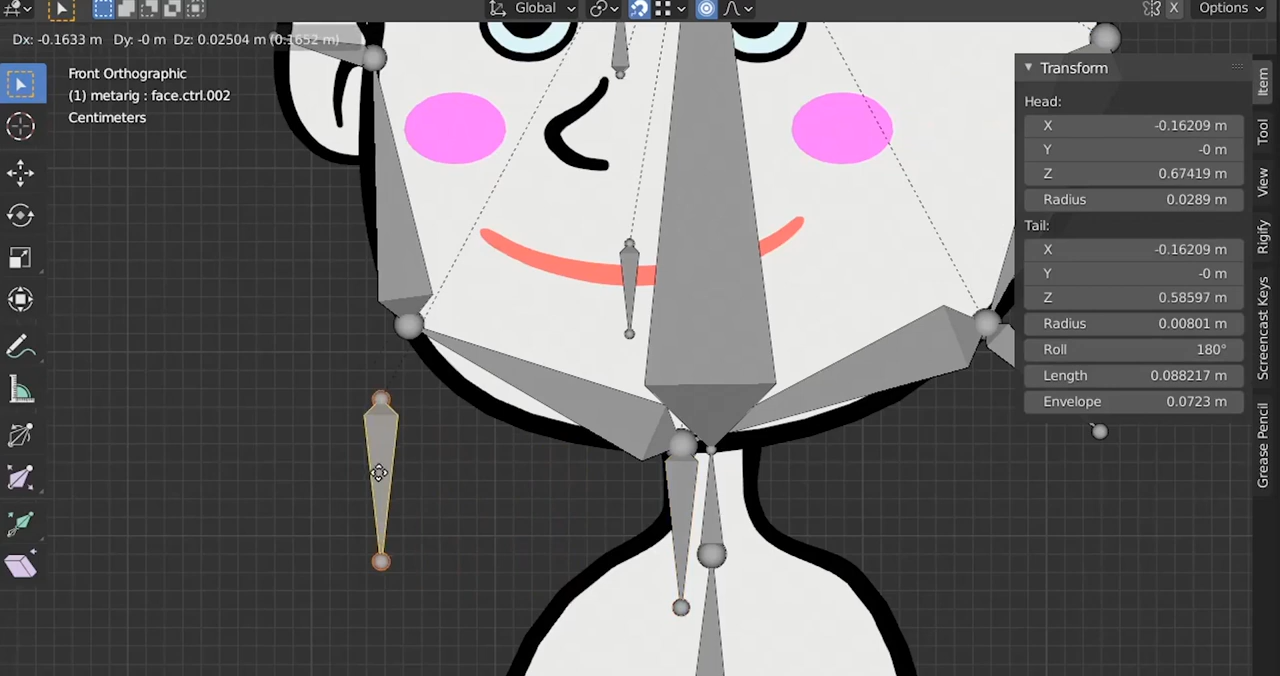 Global
X
Options
Dx: -0.1633 m Dy: -0 m Dz: 0.02504 m (0.1652 m)
Front Orthographic
(1) metarig : face.ctrl.002
Centimeters
Transform
Head:
X -0.16209 m
Y -0 m
Z 0.67419 m
Radius 0.0289 m
Tail:
X -0.16209 m
Y -0 m
Z 0.58597 m
Radius 0.00801 m
Roll 180°
Length 0.088217 m
Envelope 0.0723 m
Item
Tool
View
Rigify
Screencast Keys
Grease Pencil